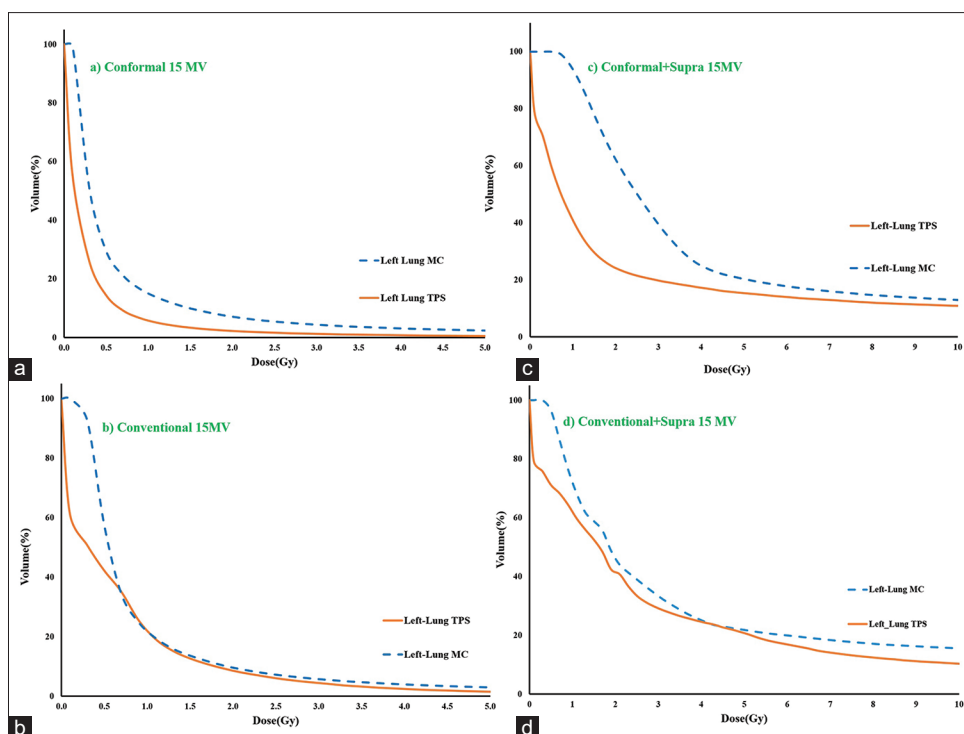 a) Conformal 15 MV
Volume(%)
100
80
60
40
20
0
Left Lung MC
Left Lung TPS
0.0 0.5 1.0 1.5 2.0 2.5 3.0 3.5 4.0 4.5 5.0
Dose(Gy)
a
c) Conformal+Supra 15MV
Volume(%)
100
80
60
40
20
0
Left-Lung TPS
Left-Lung MC
0 1 2 3 4 5 6 7 8 9 10
Dose(Gy)
c
b) Conventional 15MV
Volume(%)
100
80
60
40
20
0
Left-Lung TPS
Left-Lung MC
0.0 0.5 1.0 1.5 2.0 2.5 3.0 3.5 4.0 4.5 5.0
Dose(Gy)
b
d) Conventional+Supra 15 MV
Volume(%)
100
80
60
40
20
0
Left-Lung MC
Left_Lung TPS
0 1 2 3 4 5 6 7 8 9 10
Dose(Gy)
d